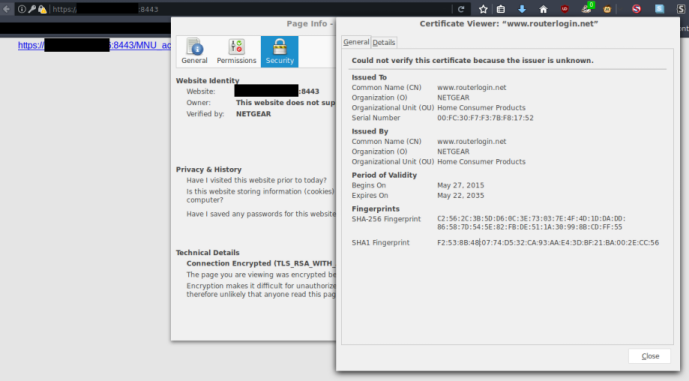 https:// :8443
https:// :8443/MNU_ac
Page Info -
General Permissions Security
Website Identity
Website: :8443
Owner: This website does not sup
Verified by: NETGEAR
Privacy & History
Have I visited this website prior to today?
Is this website storing information (cookies)
computer?
Have I saved any passwords for this website
Technical Details
Connection Encrypted (TLS_RSA_WITH_
The page you are viewing was encrypted be
Encryption makes it difficult for unauthorize
therefore unlikely that anyone read this pag
Certificate Viewer: "www.routerlogin.net"
General Details
Could not verify this certificate because the issuer is unknown.
Issued To
Common Name (CN) www.routerlogin.net
Organization (O) NETGEAR
Organizational Unit (OU) Home Consumer Products
Serial Number 00:FC:30:F7:F3:7B:F8:17:52
Issued By
Common Name (CN) www.routerlogin.net
Organization (O) NETGEAR
Organizational Unit (OU) Home Consumer Products
Period of Validity
Begins On May 27, 2015
Expires On May 22, 2035
Fingerprints
SHA-256 Fingerprint C2:56:2C:3B:5D:D6:0C:3E:73:03:7E:4F:4D:1D:DA:DD:
86:58:7D:54:5E:82:FB:DE:51:1A:30:99:8B:CD:FF:55
SHA1 Fingerprint F2:53:8B:48:07:74:D5:32:CA:93:AA:E4:3D:BF:21:BA:00:2E:CC:56
Close